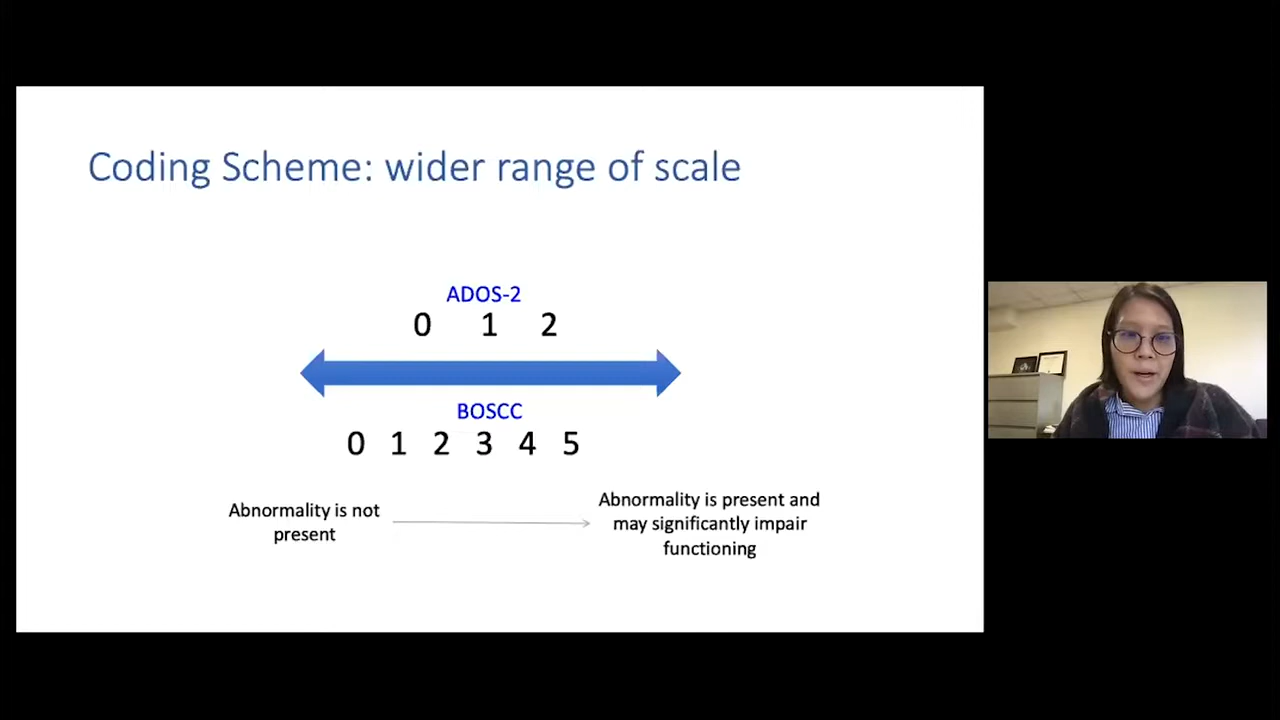 Coding Scheme: wider range of scale
ADOS-2
0 1 2
BOSCC
0 1 2 3 4 5
Abnormality is not
present
Abnormality is present and
may significantly impair
functioning